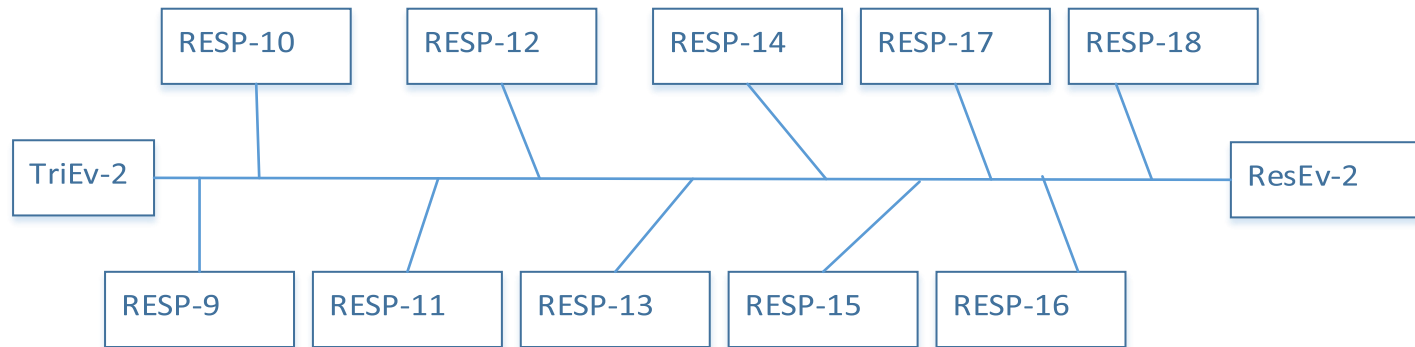 RESP-10
RESP-12
RESP-14
RESP-17
RESP-18
TriEv-2
ResEv-2
RESP-9
RESP-11
RESP-13
RESP-15
RESP-16